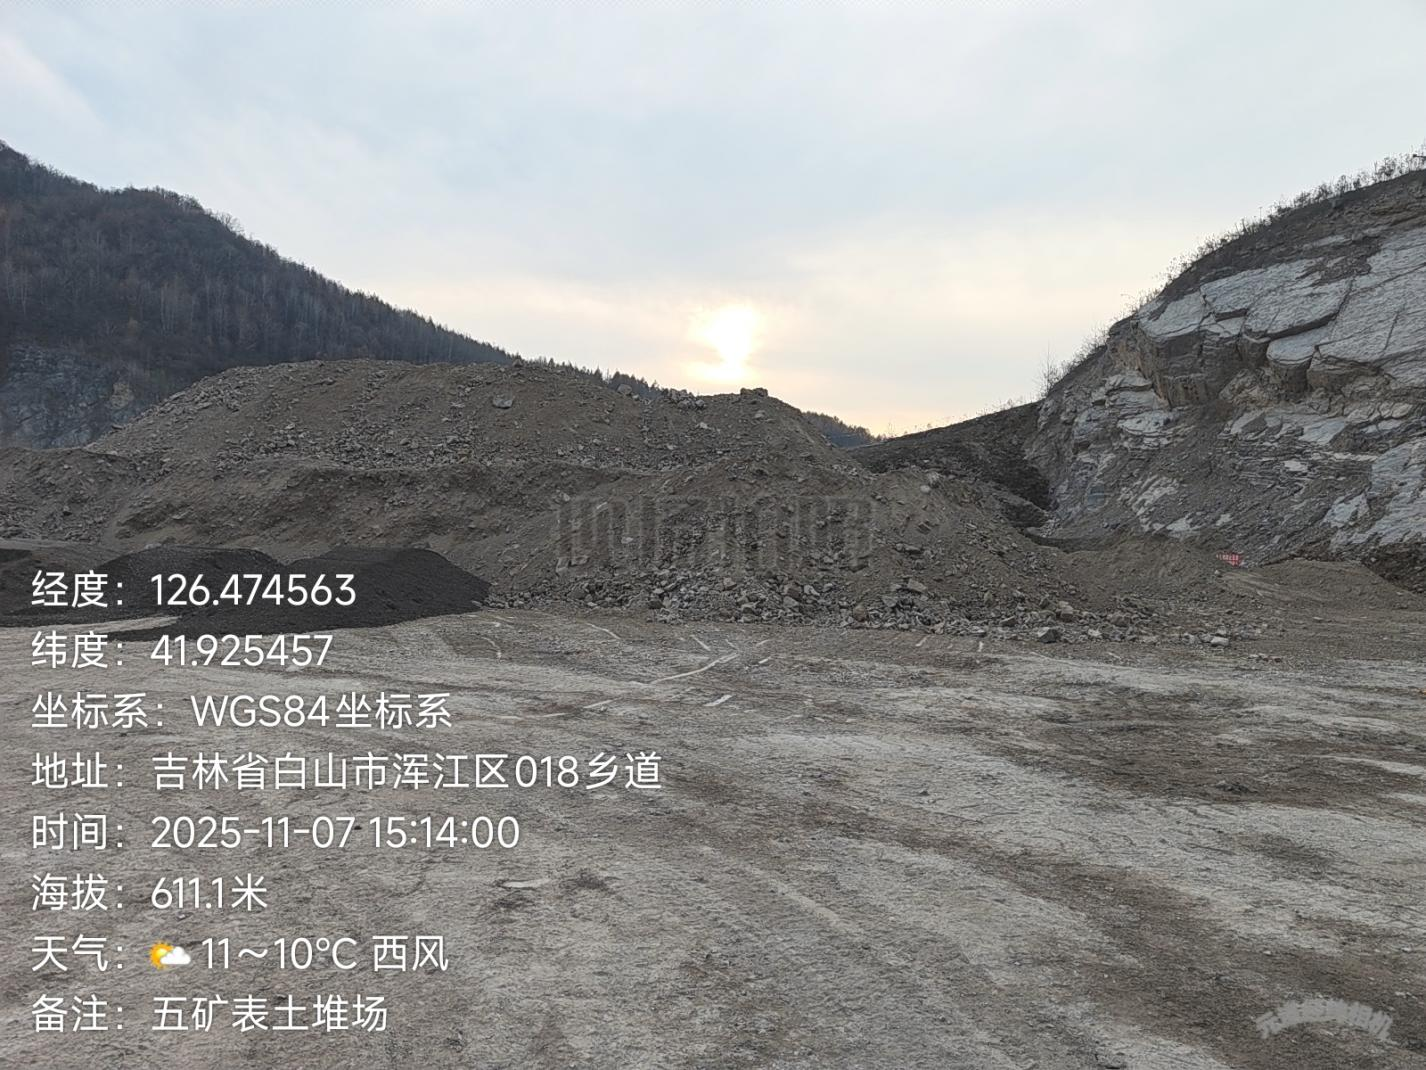 经度：126.474563
纬度：41.925457
坐标系：WGS84坐标系
地址：吉林省白山市浑江区018乡道
时间：2025-11-07 15:14:00
海拔：611.1米
天气：🌤 11～10℃ 西风
备注：五矿表土堆场